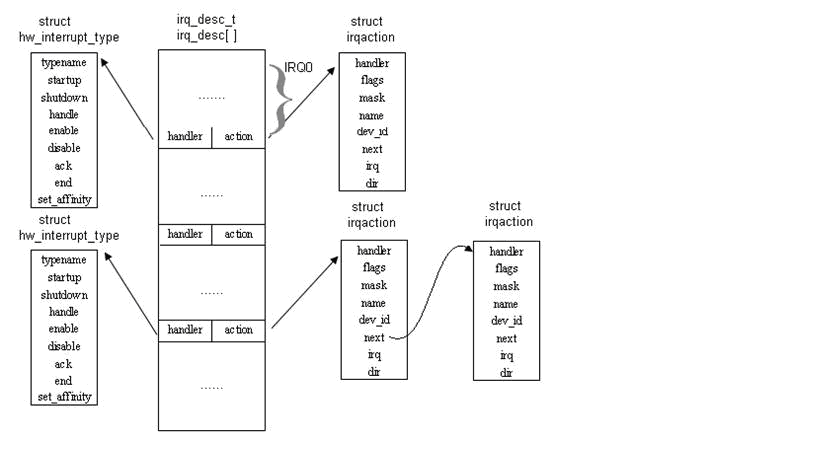 struct
hw_interrupt_type
typename
startup
shutdown
handle
enable
disable
ack
end
set_affinity
struct
hw_interrupt_type
typename
startup
shutdown
handle
enable
disable
ack
end
set_affinity
irq_desc_t
irq_desc[ ]
IRQ0
.......
handler action
......
handler action
......
handler action
......
struct
irqaction
handler
flags
mask
name
dev_id
next
irq
dir
struct
irqaction
handler
flags
mask
name
dev_id
next
irq
dir
struct
irqaction
handler
flags
mask
name
dev_id
next
irq
dir